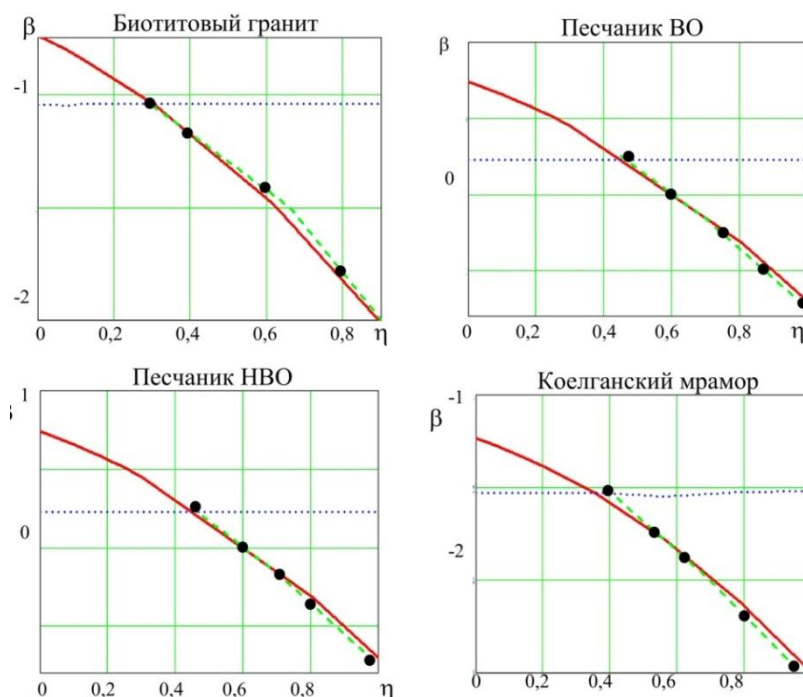 Биотитовый гранит
β
-1
-2
0 0,2 0,4 0,6 0,8 η
Песчаник ВО
β
0
0 0,2 0,4 0,6 0,8
Песчаник НВО
1
0
0 0,2 0,4 0,6 0,8 η
Коелганский мрамор
-1
β
-2
0 0,2 0,4 0,6 0,8 η